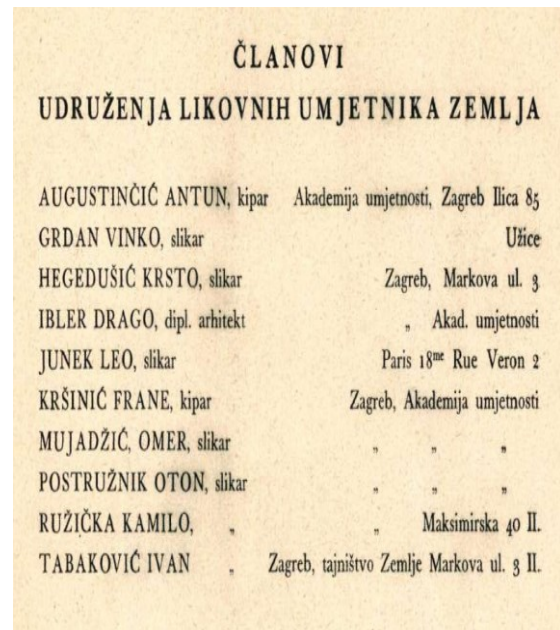 ČLANOVI
UDRUŽENJA LIKOVNIH UMJETNIKA ZEMLJA
AUGUSTINČIĆ ANTUN, kipar Akademija umjetnosti, Zagreb Ilica 85
GRDAN VINKO, slikar Užice
HEGEDUŠIĆ KRSTO, slikar Zagreb, Markova ul. 3
IBLER DRAGO, dipl. arhitekt „ Akad. umjetnosti
JUNEK LEO, slikar Paris 18me Rue Veron 2
KRŠINIĆ FRANE, kipar Zagreb, Akademija umjetnosti
MUJADŽIĆ, OMER, slikar „ „ „
POSTRUŽNIK OTON, slikar „ „ „
RUŽIČKA KAMILO, „ „ Maksimirska 40 II.
TABAKOVIĆ IVAN „ Zagreb, tajništvo Zemlje Markova ul. 3 II.